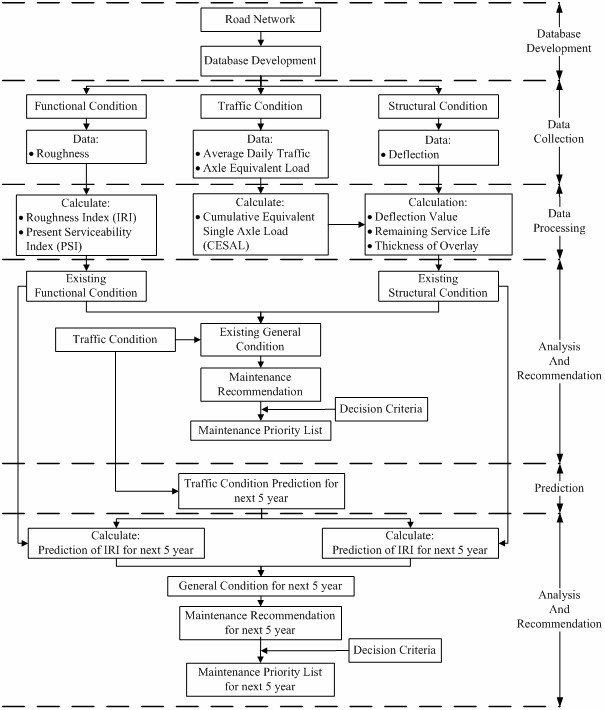 Road Network
Database Development
Database
Development
Functional Condition
Traffic Condition
Structural Condition
Data:
• Roughness
Data:
• Average Daily Traffic
• Axle Equivalent Load
Data:
• Deflection
Data
Collection
Calculate:
• Roughness Index (IRI)
• Present Serviceability
Index (PSI)
Calculate:
• Cumulative Equivalent
Single Axle Load
(CESAL)
Calculation:
• Deflection Value
• Remaining Service Life
• Thickness of Overlay
Data
Processing
Existing
Functional Condition
Existing
Structural Condition
Traffic Condition
Existing General
Condition
Maintenance
Recommendation
Decision Criteria
Maintenance Priority List
Analysis
And
Recommendation
Traffic Condition Prediction for
next 5 year
Prediction
Calculate:
Prediction of IRI for next 5 year
Calculate:
Prediction of IRI for next 5 year
General Condition for next 5 year
Maintenance Recommendation
for next 5 year
Decision Criteria
Maintenance Priority List
for next 5 year
Analysis
And
Recommendation